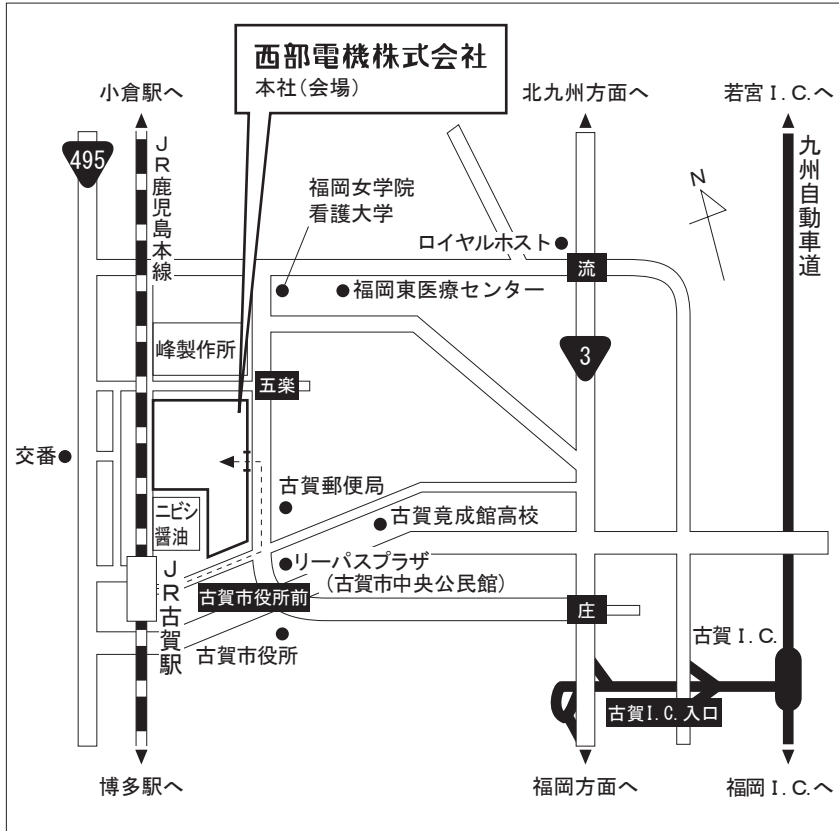 西部電機株式会社
本社（会場）
小倉駅へ
北九州方面へ
若宮I.C.へ
495
JR鹿児島本線
九州自動車道
N
福岡女学院
看護大学
ロイヤルホスト
流
福岡東医療センター
峰製作所
3
五楽
交番
古賀郵便局
ニビシ
醤油
古賀竟成館高校
リーパスプラザ
（古賀市中央公民館）
JR古賀駅
古賀市役所前
庄
古賀市役所
古賀I.C.
古賀I.C.入口
博多駅へ
福岡方面へ
福岡I.C.へ